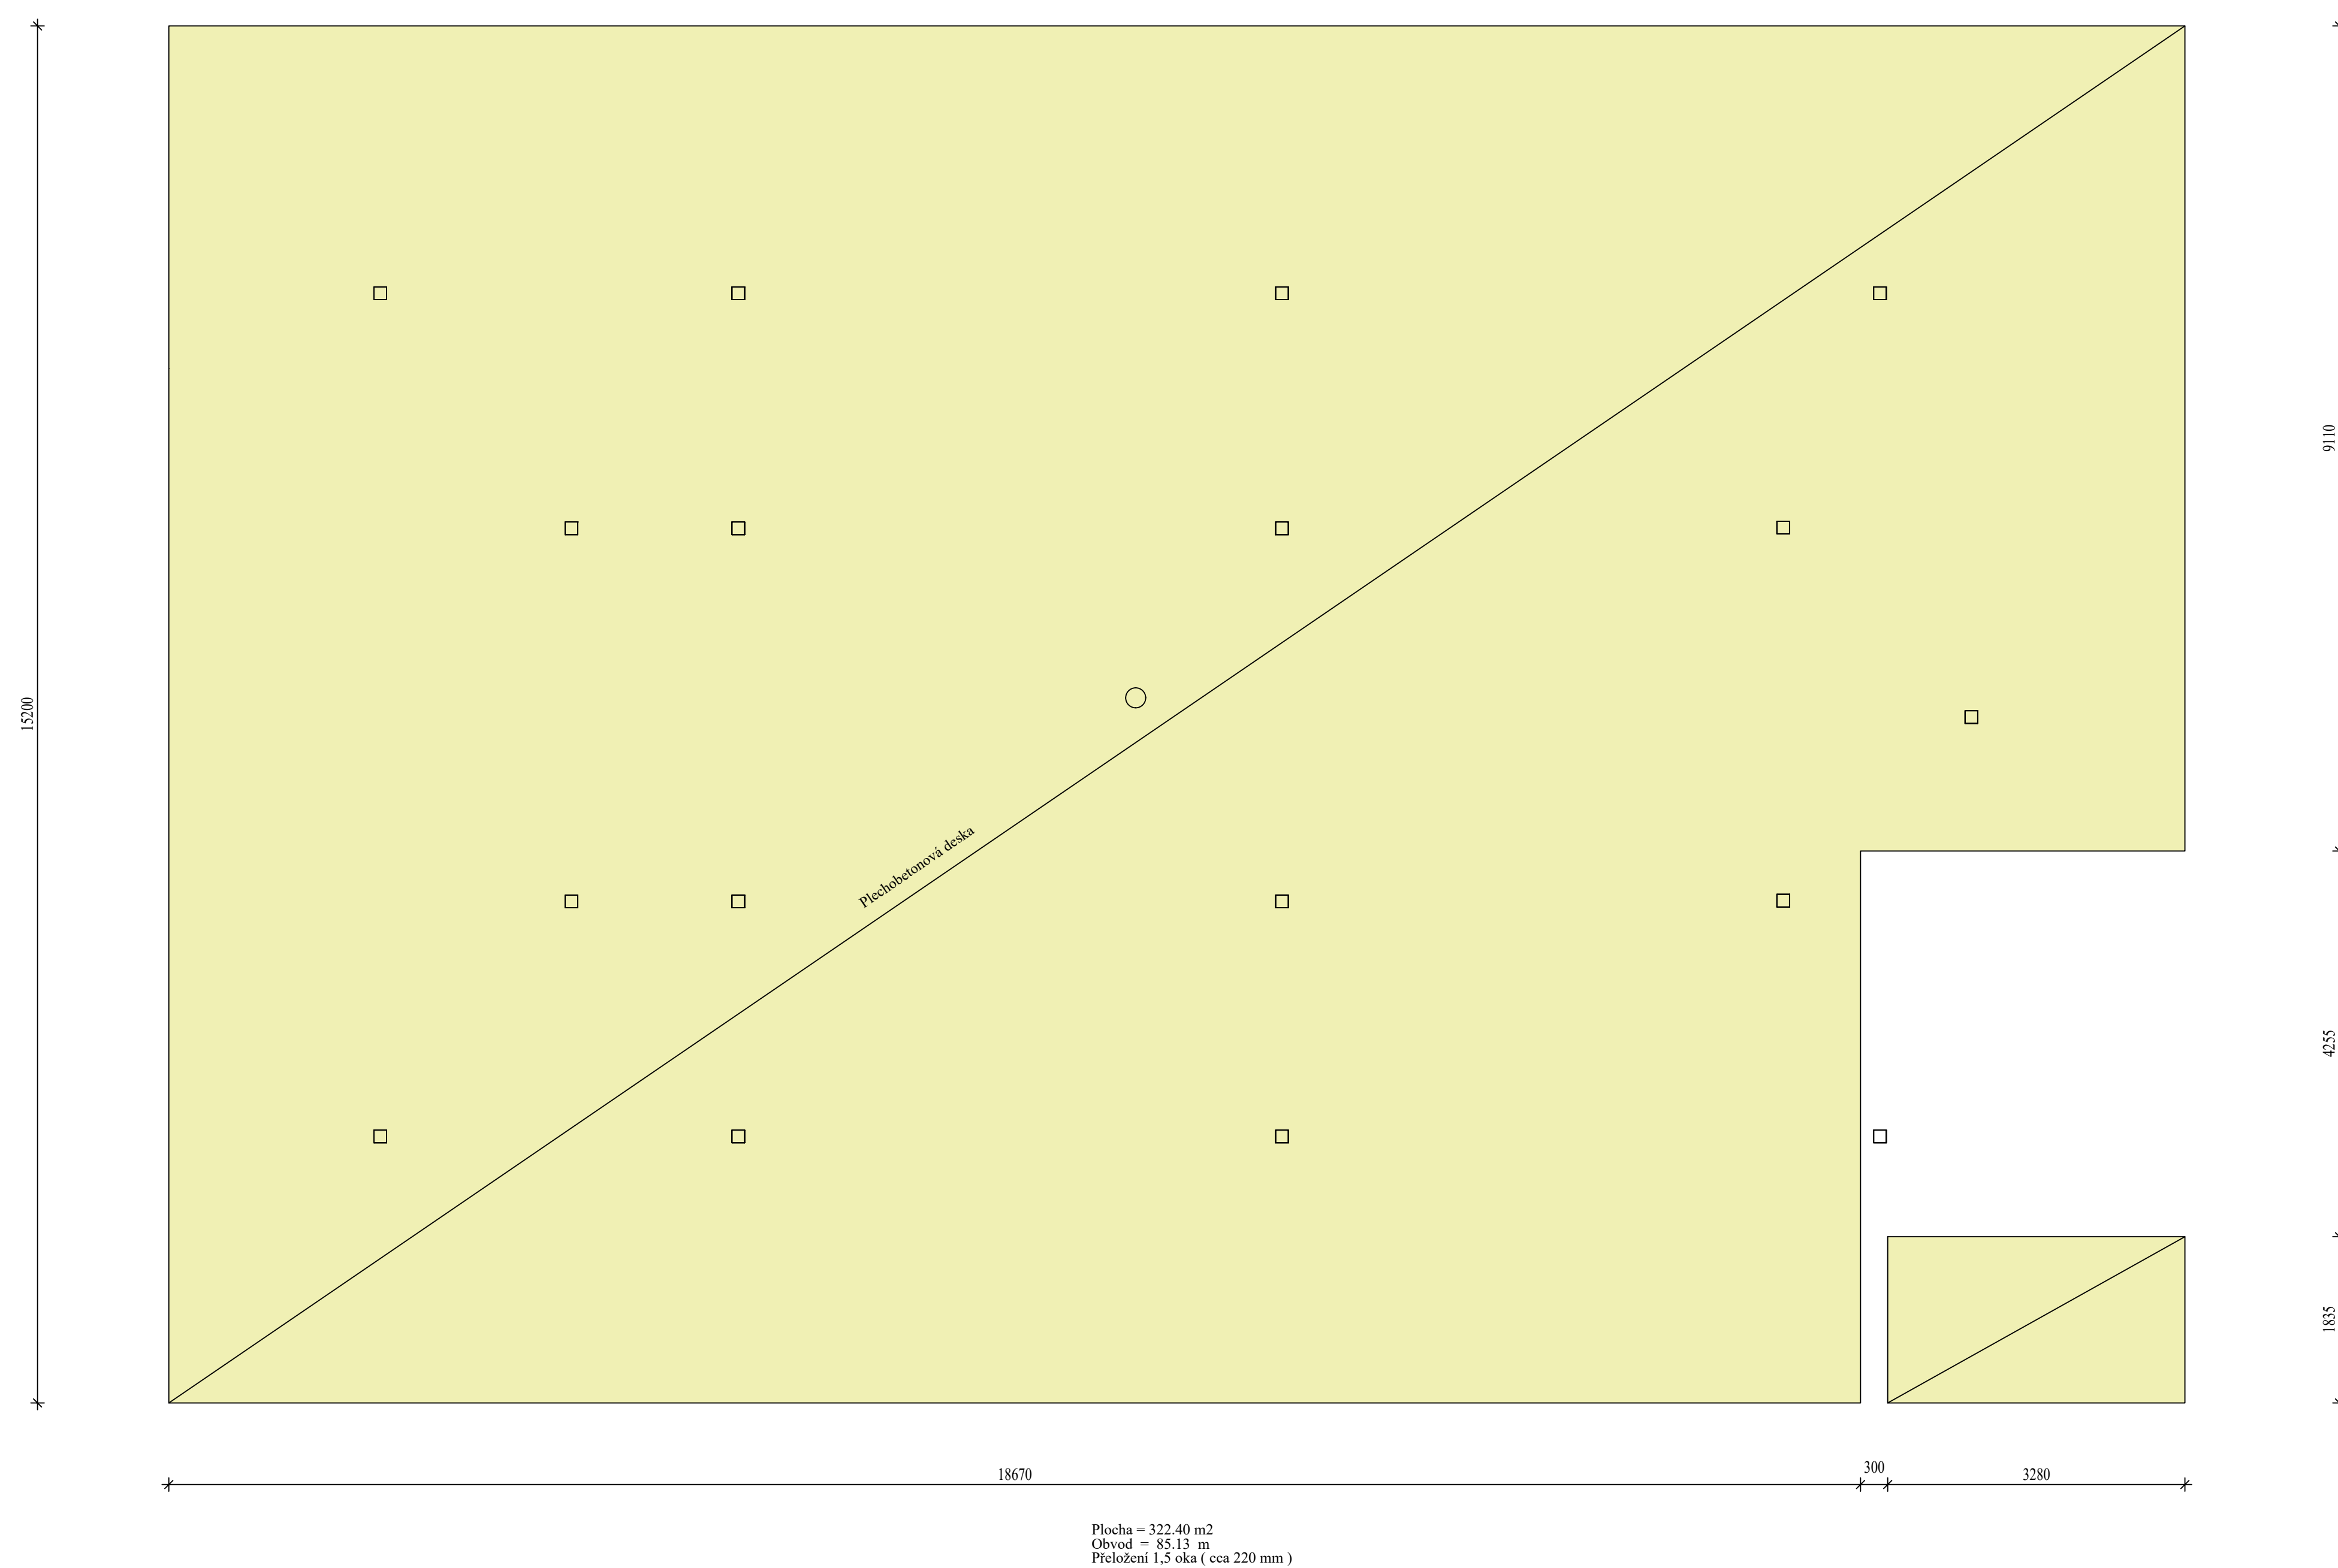 9110
15200
Plechobetonová deska
4255
1835
18670
300
3280
Plocha = 322.40 m2
Obvod = 85.13 m
Přeložení 1,5 oka ( cca 220 mm )